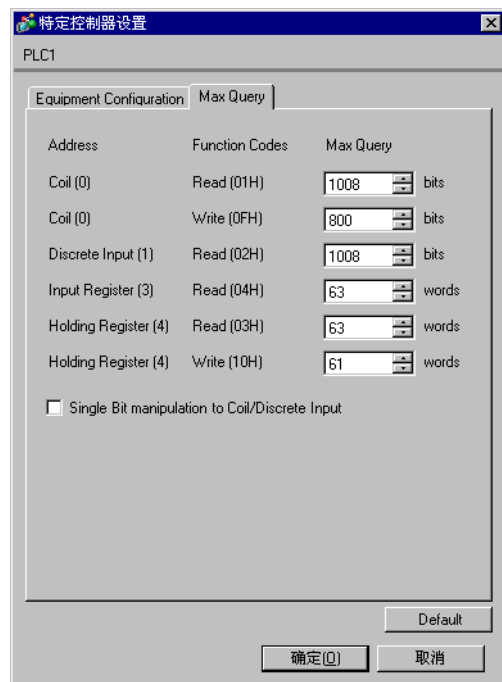 特定控制器设置
PLC1
Equipment Configuration Max Query
Address Function Codes Max Query
Coil (0) Read (01H) 1008 bits
Coil (0) Write (0FH) 800 bits
Discrete Input (1) Read (02H) 1008 bits
Input Register (3) Read (04H) 63 words
Holding Register (4) Read (03H) 63 words
Holding Register (4) Write (10H) 61 words
Single Bit manipulation to Coil/Discrete Input
Default
确定(O) 取消